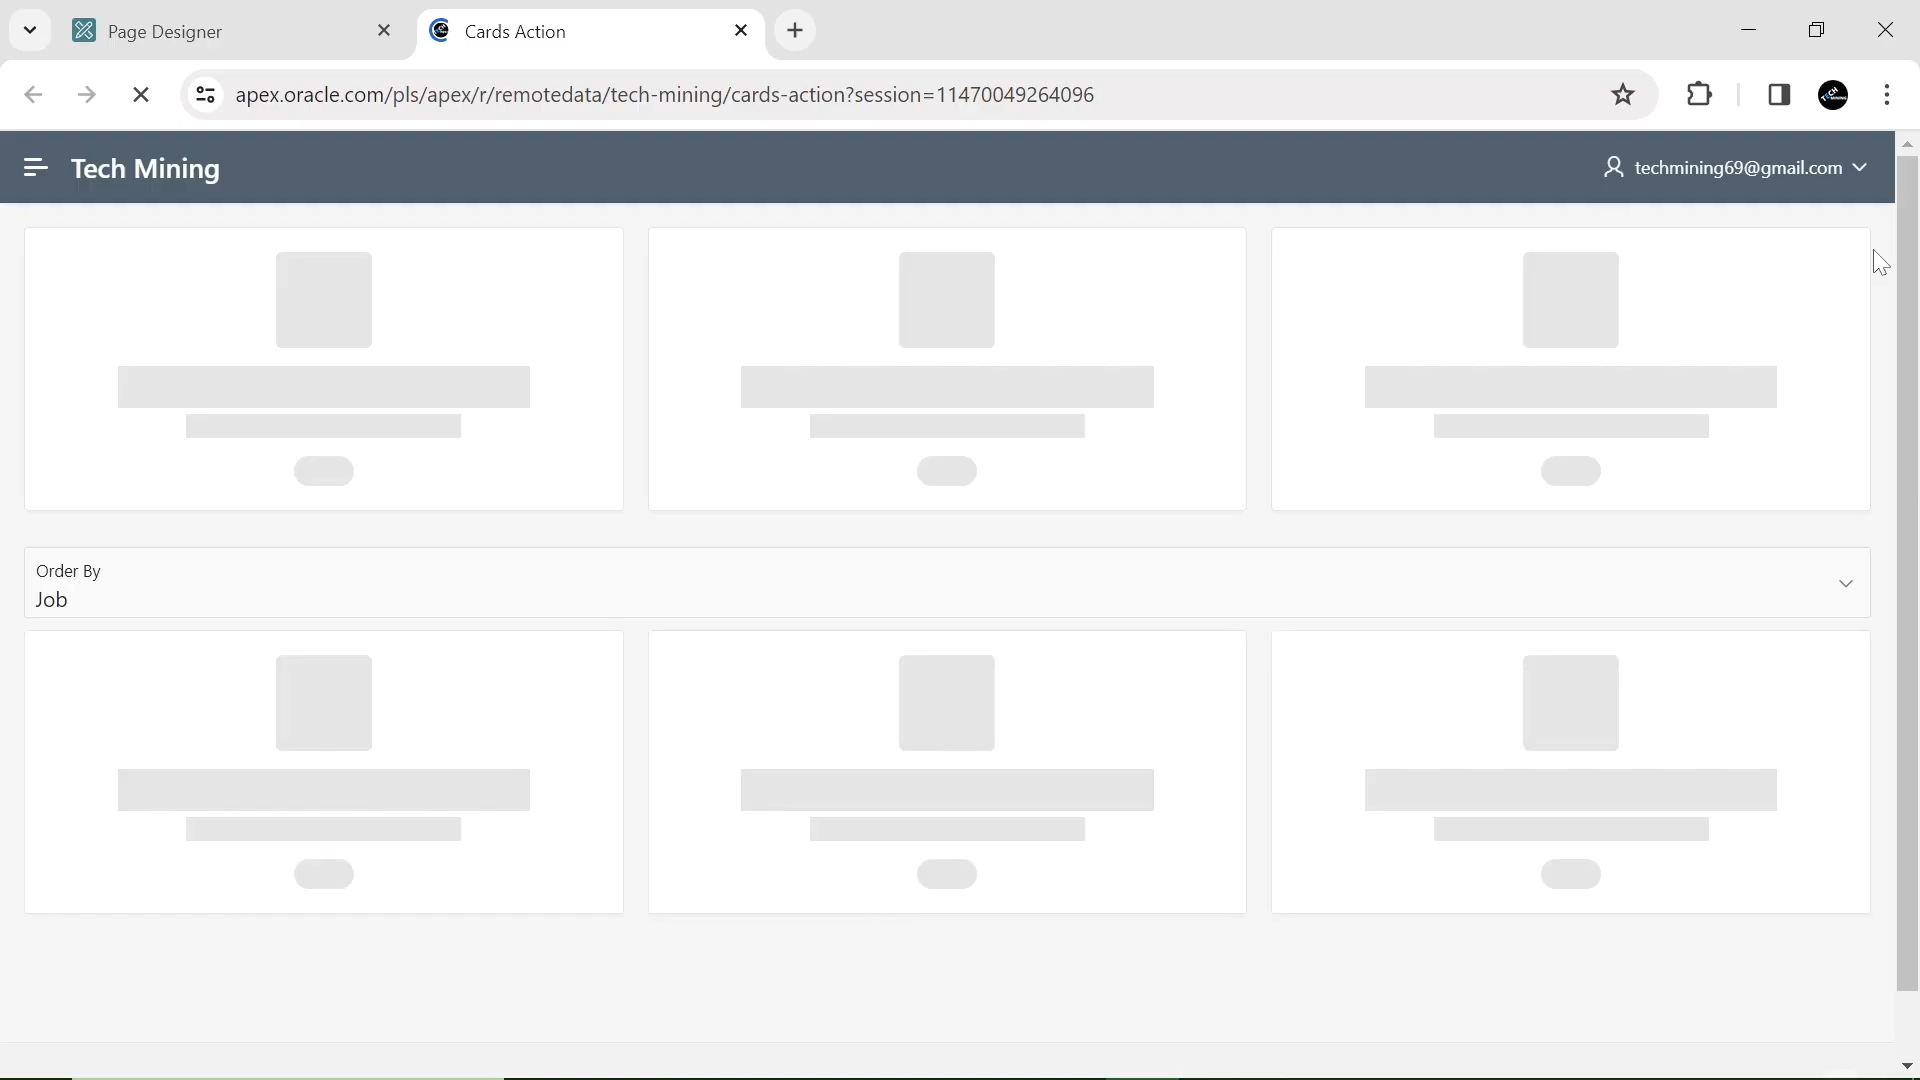 Page Designer
Cards Action
apex.oracle.com/pls/apex/r/remotedata/tech-mining/cards-action?session=11470049264096
Tech Mining
techmining69@gmail.com
Order By
Job